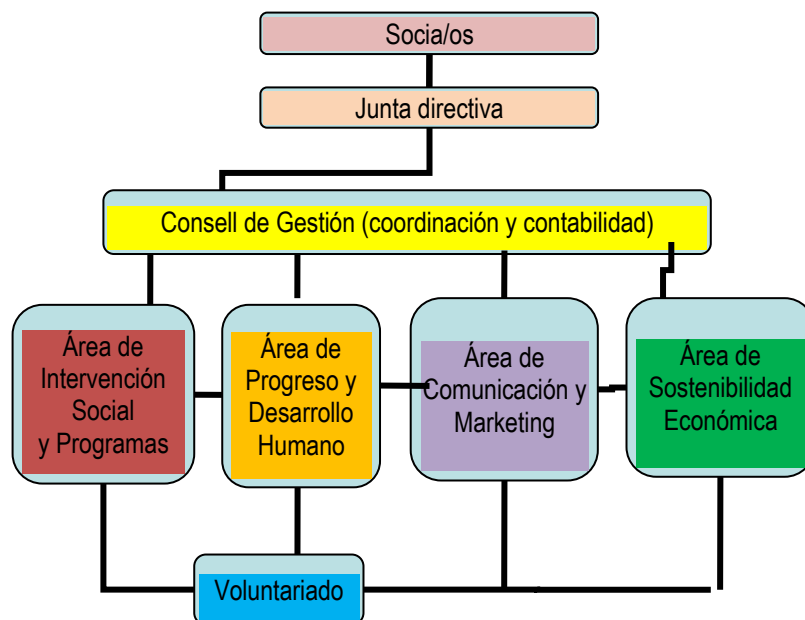 Socia/os
Junta directiva
Consell de Gestión (coordinación y contabilidad)
Área de
Intervención
Social
y Programas
Área de
Progreso y
Desarrollo
Humano
Área de
Comunicación y
Marketing
Área de
Sostenibilidad
Económica
Voluntariado